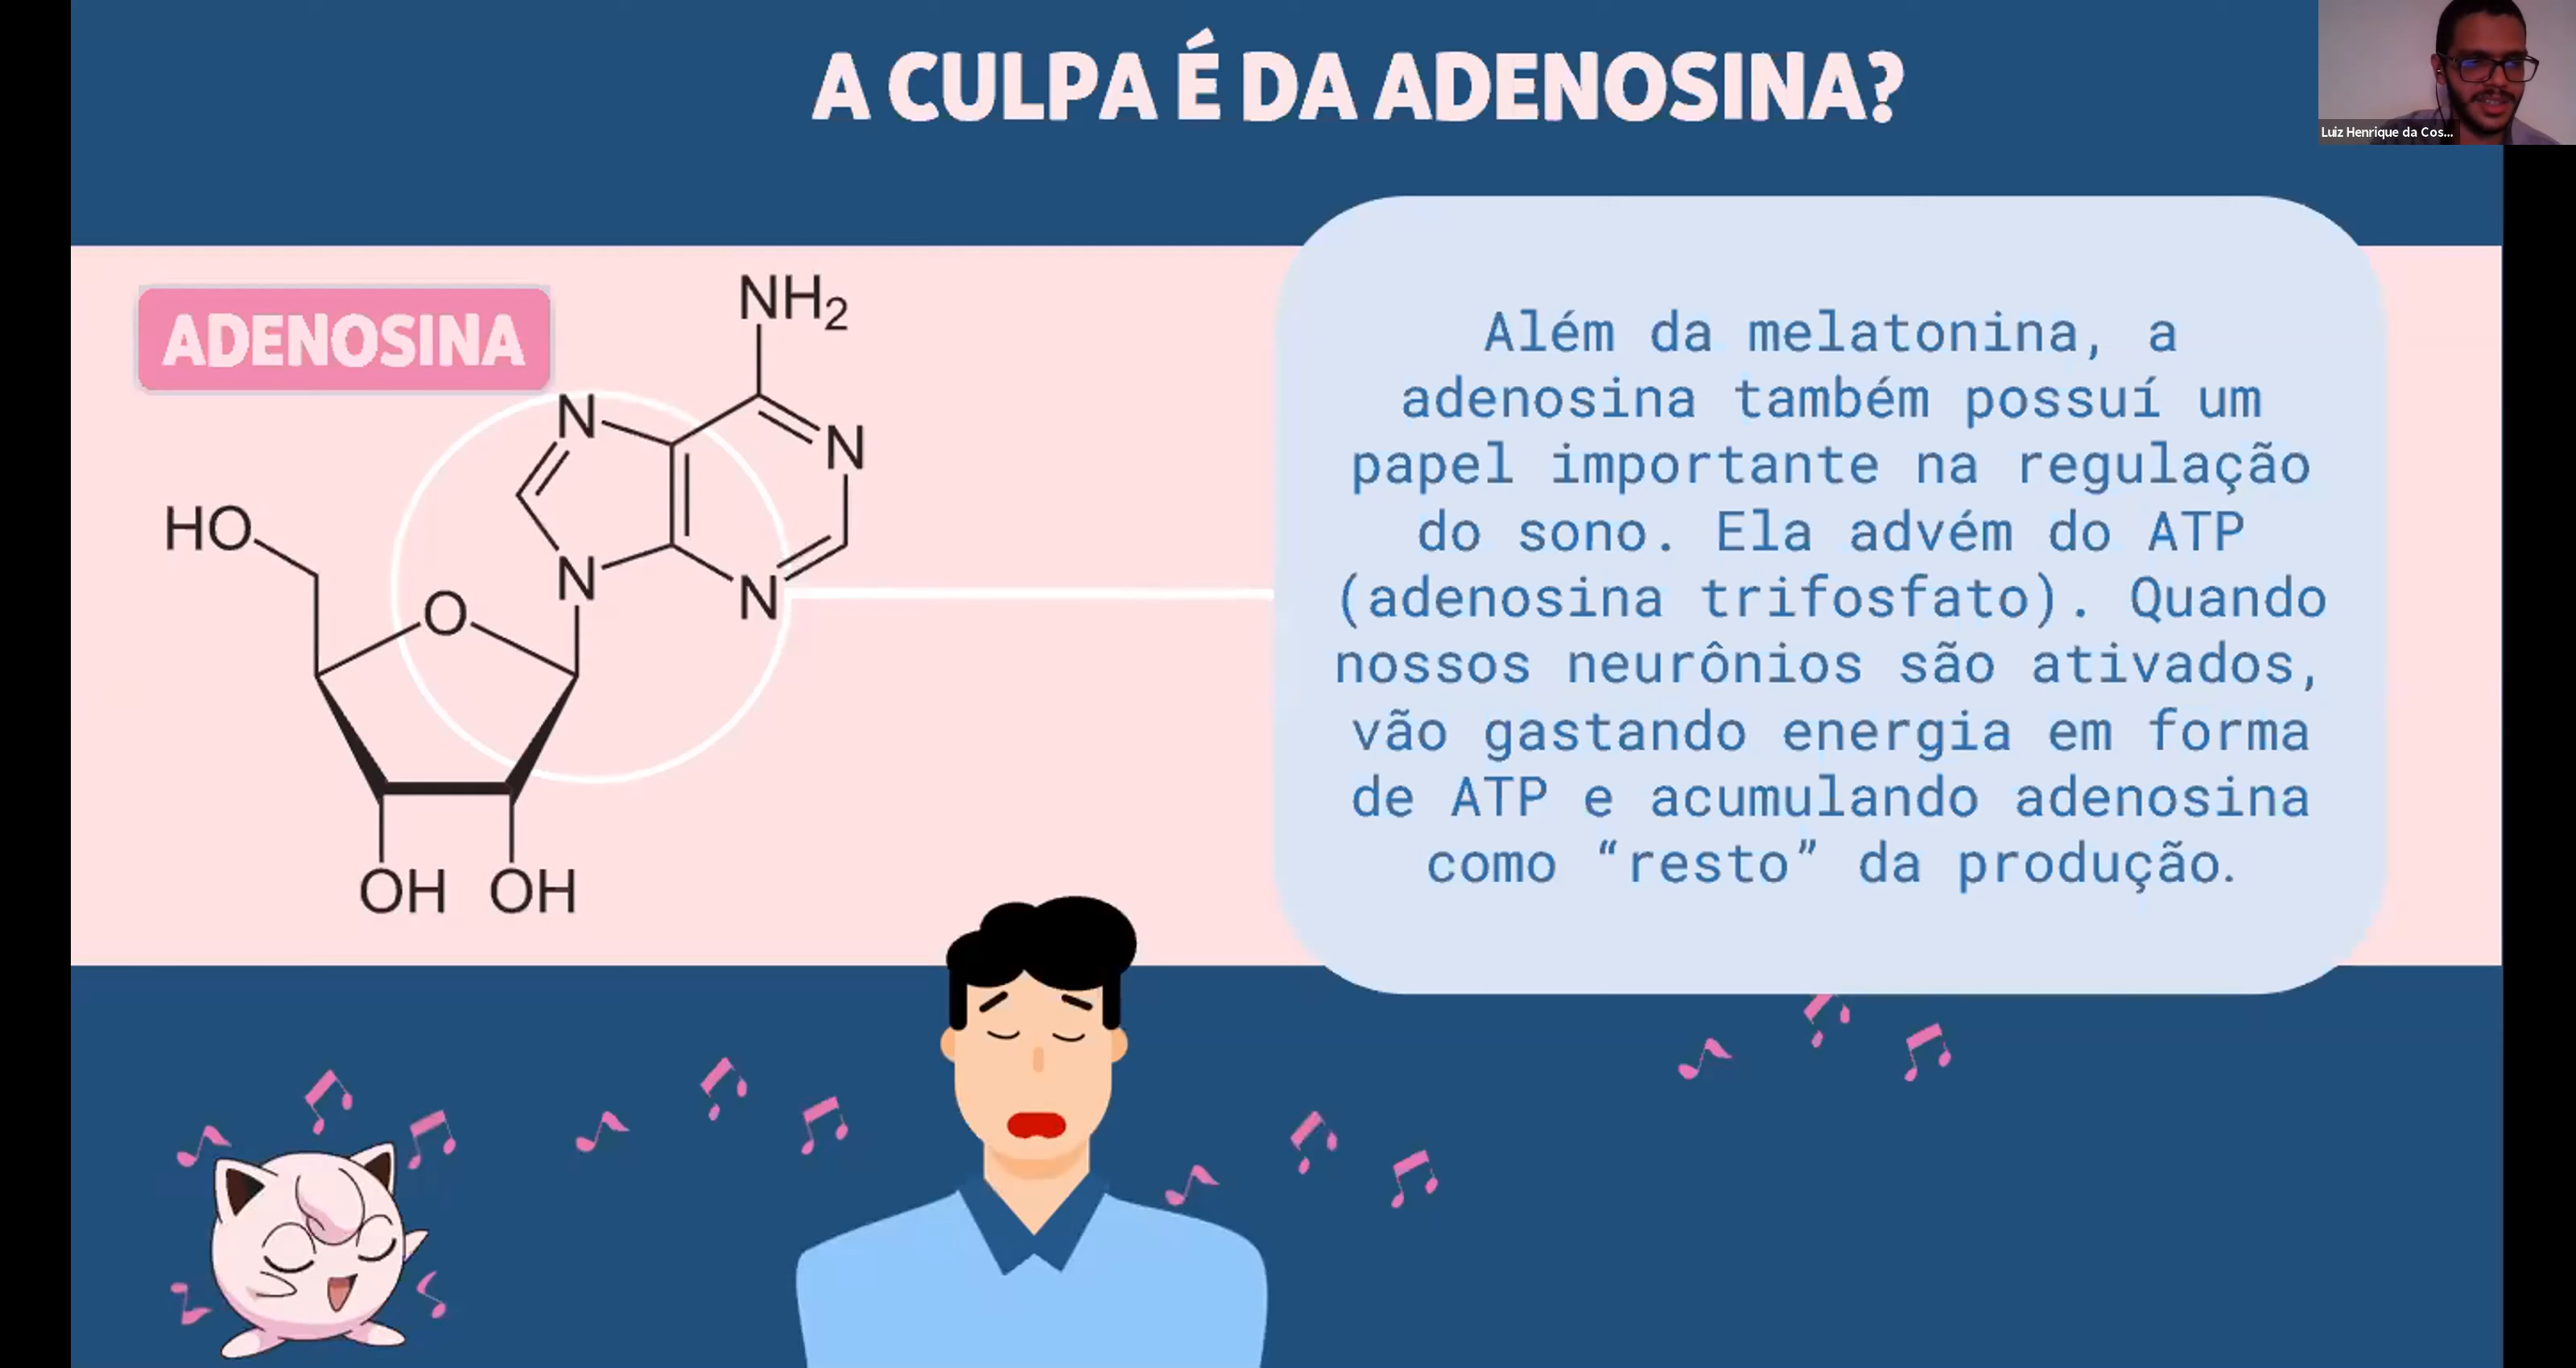 A CULPA É DA ADENOSINA?
Luiz Henrique da Cos...
ADENOSINA
NH2
N
N
N
N
HO
O
OH OH
Além da melatonina, a
adenosina também possuí um
papel importante na regulação
do sono. Ela advém do ATP
(adenosina trifosfato). Quando
nossos neurônios são ativados,
vão gastando energia em forma
de ATP e acumulando adenosina
como “resto” da produção.